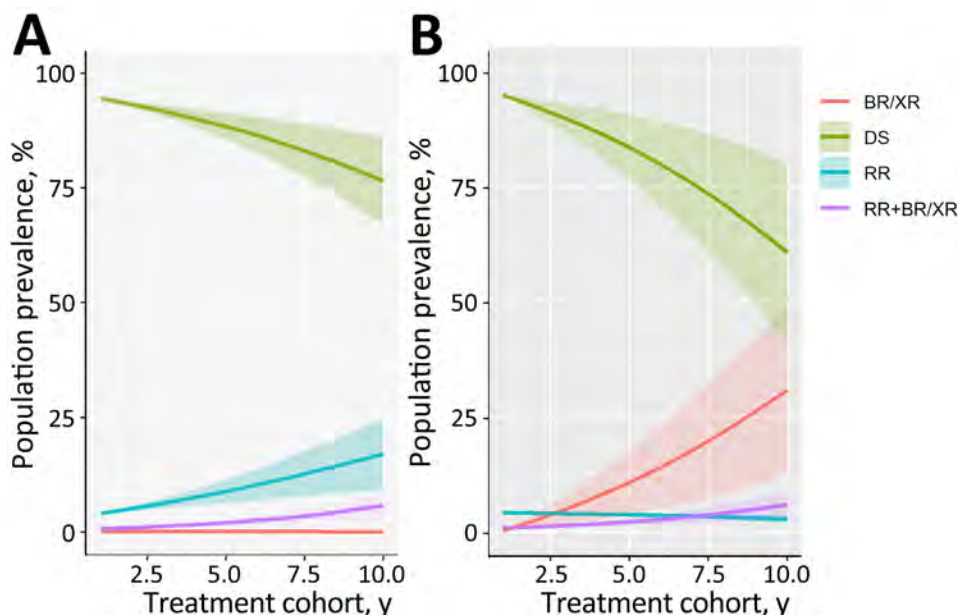 A
Population prevalence, %
100
75
50
25
0
2.5 5.0 7.5 10.0
Treatment cohort, y
B
Population prevalence, %
100
75
50
25
0
2.5 5.0 7.5 10.0
Treatment cohort, y
BR/XR
DS
RR
RR+BR/XR